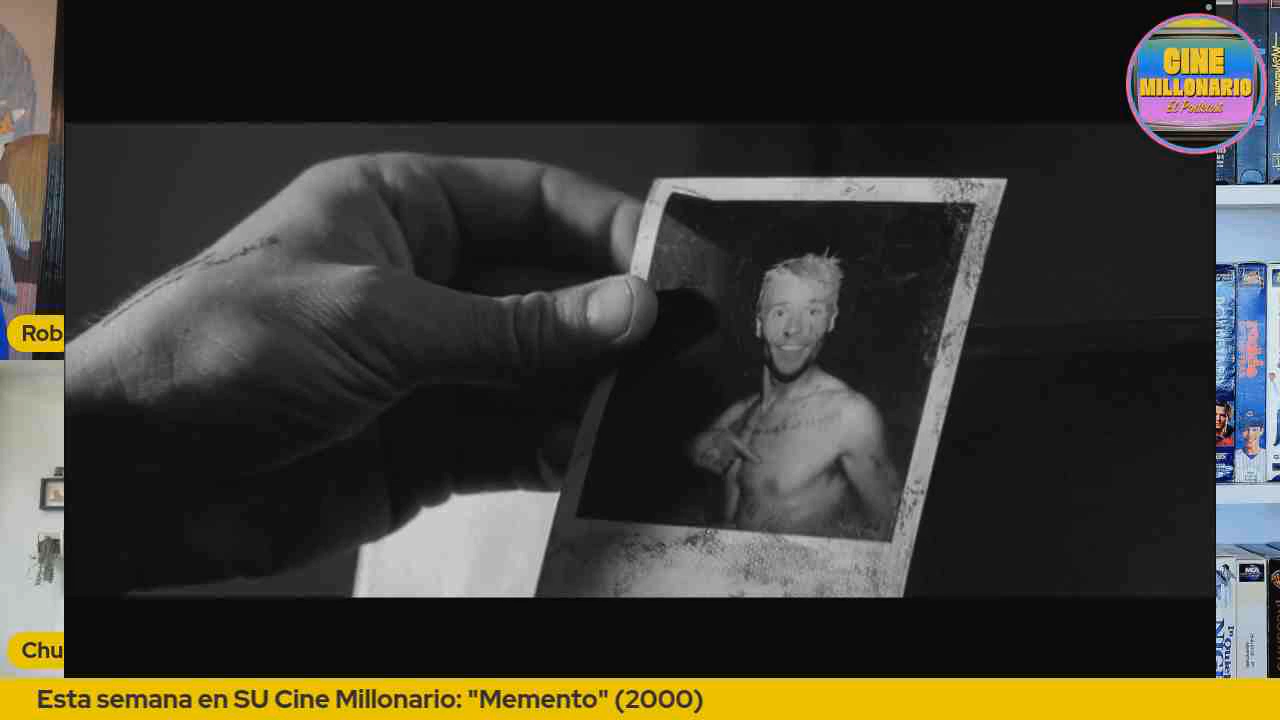 CINE
MILLONARIO
El Podcast
Rob
Chu
Esta semana en SU Cine Millonario: "Memento" (2000)